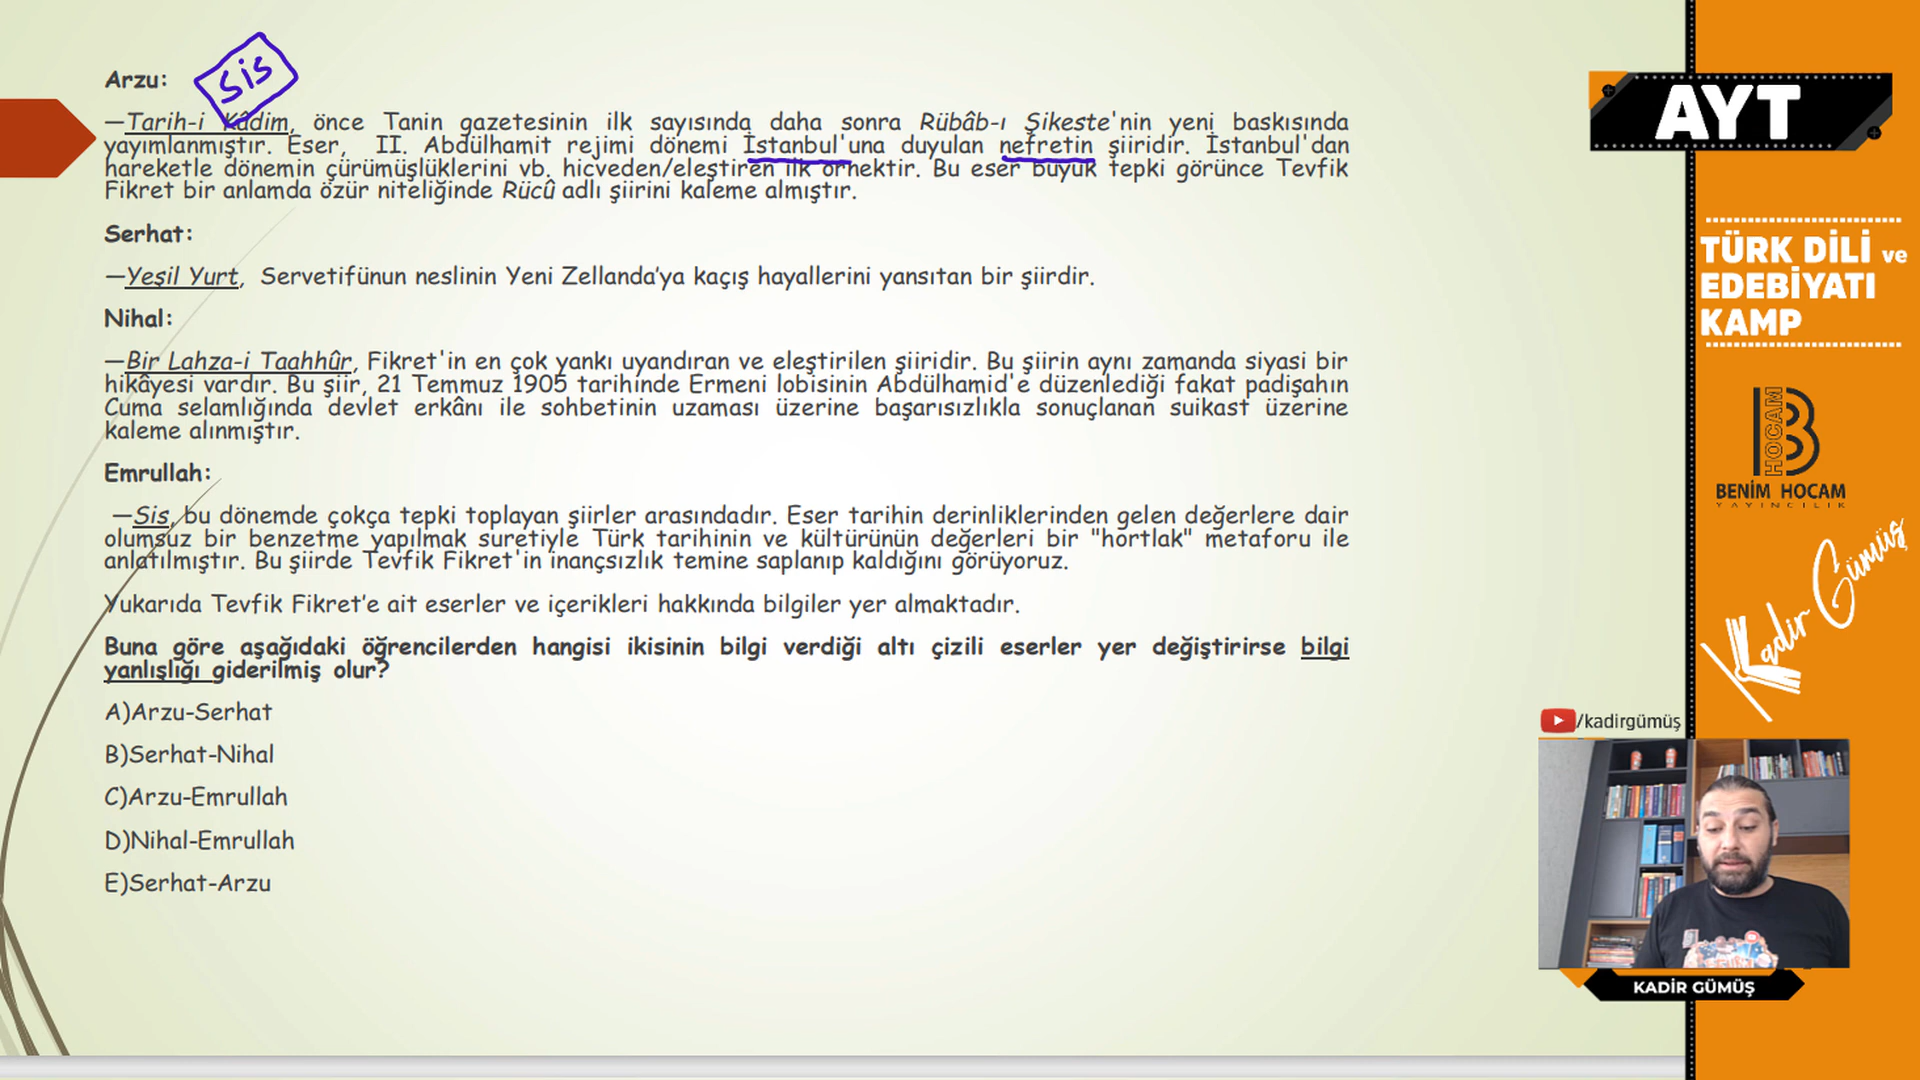 Arzu:
sis
—Tarih-i Kâdim, önce Tanin gazetesinin ilk sayısında daha sonra Rübâb-ı Şikeste'nin yeni baskısında
yayımlanmıştır. Eser, II. Abdülhamit rejimi dönemi İstanbul'una duyulan nefretin şiiridir. İstanbul'dan
hareketle dönemin çürümüşlüklerini vb. hicveden/eleştiren ilk örnektir. Bu eser büyük tepki görünce Tevfik
Fikret bir anlamda özür niteliğinde Rücû adlı şiirini kaleme almıştır.
Serhat:
—Yeşil Yurt, Servetifünun neslinin Yeni Zellanda’ya kaçış hayallerini yansıtan bir şiirdir.
Nihal:
—Bir Lahza-i Taahhûr, Fikret'in en çok yankı uyandıran ve eleştirilen şiiridir. Bu şiirin aynı zamanda siyasi bir
hikâyesi vardır. Bu şiir, 21 Temmuz 1905 tarihinde Ermeni lobisinin Abdülhamid'e düzenlediği fakat padişahın
Cuma selamlığında devlet erkânı ile sohbetinin uzaması üzerine başarısızlıkla sonuçlanan suikast üzerine
kaleme alınmıştır.
Emrullah:
—Sis, bu dönemde çokça tepki toplayan şiirler arasındadır. Eser tarihin derinliklerinden gelen değerlere dair
olumsuz bir benzetme yapılmak suretiyle Türk tarihinin ve kültürünün değerleri bir "hortlak" metaforu ile
anlatılmıştır. Bu şiirde Tevfik Fikret'in inançsızlık temine saplanıp kaldığını görüyoruz.
Yukarıda Tevfik Fikret’e ait eserler ve içerikleri hakkında bilgiler yer almaktadır.
Buna göre aşağıdaki öğrencilerden hangisi ikisinin bilgi verdiği altı çizili eserler yer değiştirirse bilgi
yanlışlığı giderilmiş olur?
A)Arzu-Serhat
B)Serhat-Nihal
C)Arzu-Emrullah
D)Nihal-Emrullah
E)Serhat-Arzu
AYT
TÜRK DİLİ ve
EDEBİYATI
KAMP
HOCAM
BENİM HOCAM
YAYINCILIK
Kadir Gümüş
/kadirgümüş
KADİR GÜMÜŞ